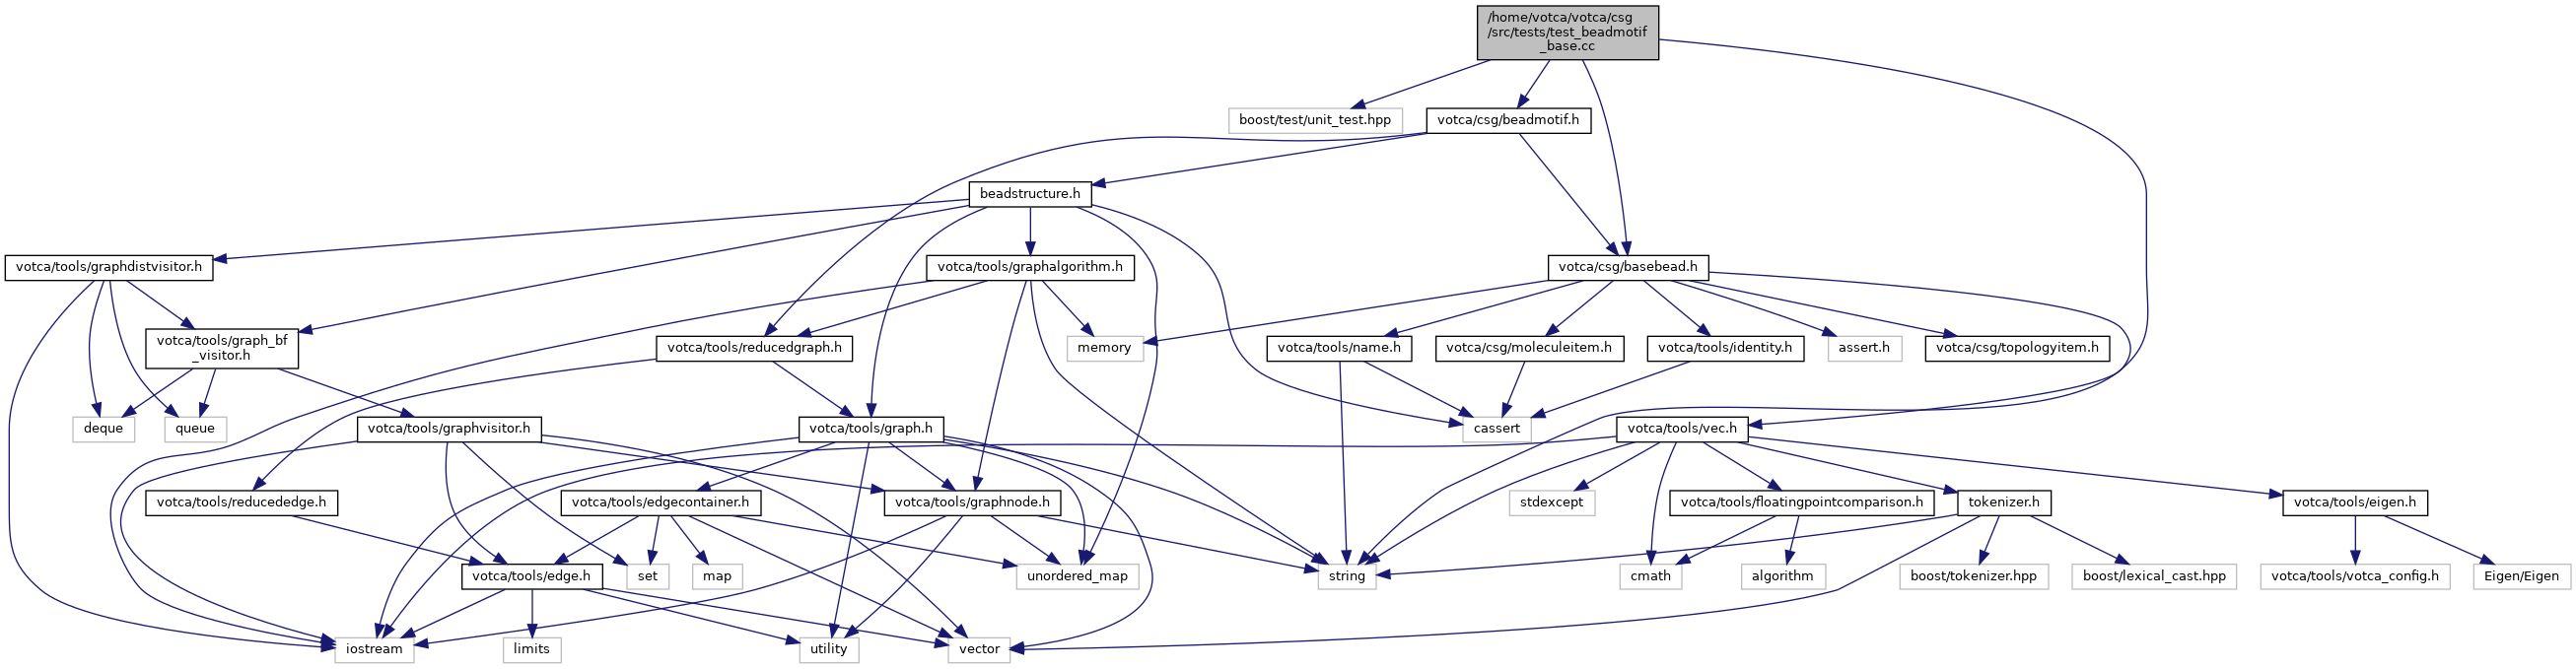 /home/votca/votca/csg
/src/tests/test_beadmotif
_base.cc
boost/test/unit_test.hpp
votca/csg/beadmotif.h
beadstructure.h
votca/tools/graphdistvisitor.h
votca/tools/graphalgorithm.h
votca/csg/basebead.h
votca/tools/graph_bf
_visitor.h
votca/tools/reducedgraph.h
memory
votca/tools/name.h
votca/csg/moleculeitem.h
votca/tools/identity.h
assert.h
votca/csg/topologyitem.h
deque
queue
votca/tools/graphvisitor.h
votca/tools/graph.h
cassert
votca/tools/vec.h
votca/tools/reducededge.h
votca/tools/edgecontainer.h
votca/tools/graphnode.h
stdexcept
votca/tools/floatingpointcomparison.h
tokenizer.h
votca/tools/eigen.h
votca/tools/edge.h
set
map
unordered_map
string
cmath
algorithm
boost/tokenizer.hpp
boost/lexical_cast.hpp
votca/tools/votca_config.h
Eigen/Eigen
iostream
limits
utility
vector